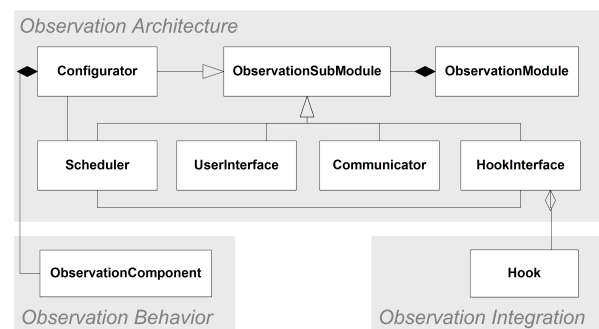 Observation Architecture
Configurator
ObservationSubModule
ObservationModule
Scheduler
UserInterface
Communicator
HookInterface
ObservationComponent
Hook
Observation Behavior
Observation Integration